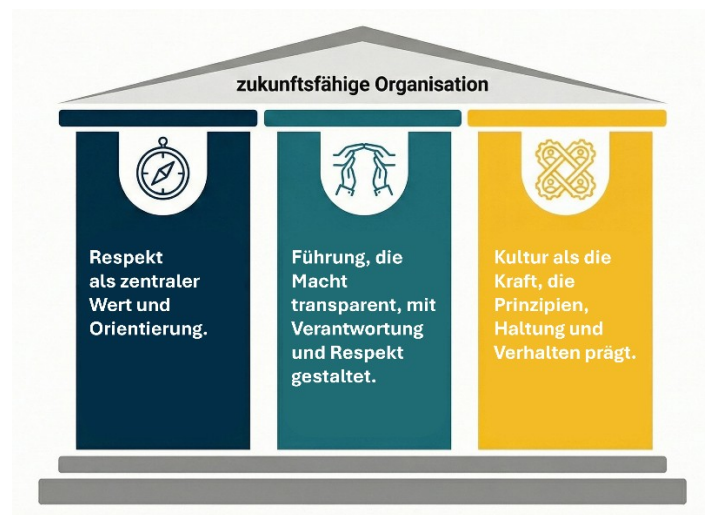 zukunftsfähige Organisation
Respekt
als zentraler
Wert und
Orientierung.
Führung, die
Macht
transparent, mit
Verantwortung
und Respekt
gestaltet.
Kultur als die
Kraft, die
Prinzipien,
Haltung und
Verhalten prägt.